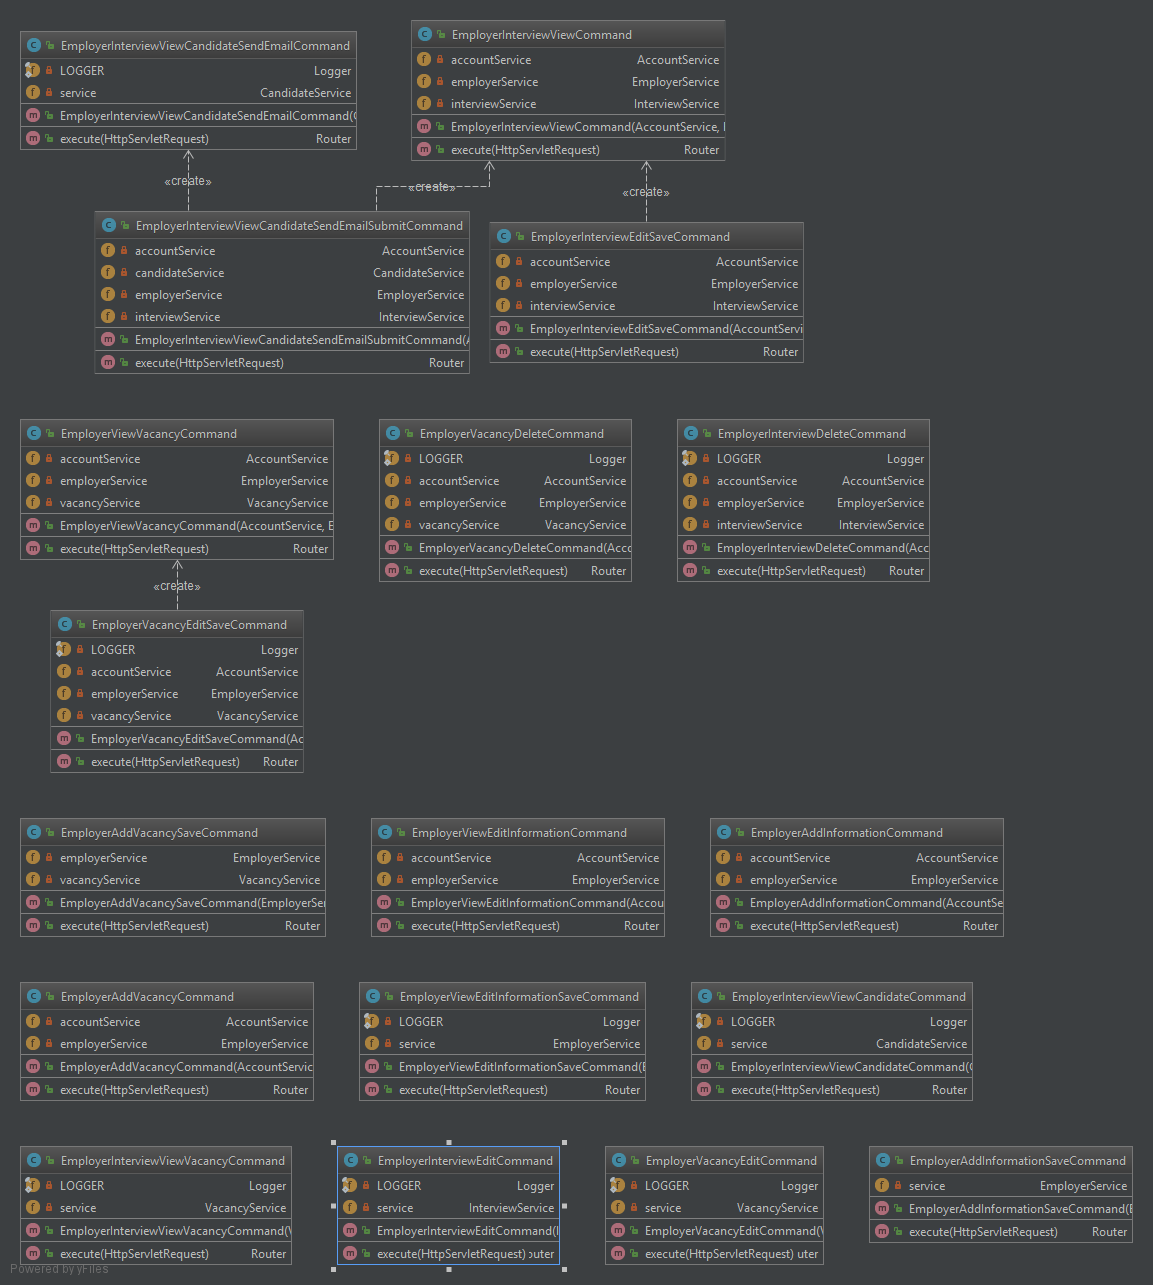 EmployerInterviewViewCandidateSendEmailCommand
LOGGER Logger
service CandidateService
EmployerInterviewViewCandidateSendEmailCommand(
execute(HttpServletRequest) Router
EmployerInterviewViewCommand
accountService AccountService
employerService EmployerService
interviewService InterviewService
EmployerInterviewViewCommand(AccountService,
execute(HttpServletRequest) Router
«create»
«create»
«create»
EmployerInterviewViewCandidateSendEmailSubmitCommand
accountService AccountService
candidateService CandidateService
employerService EmployerService
interviewService InterviewService
EmployerInterviewViewCandidateSendEmailSubmitCommand(
execute(HttpServletRequest) Router
EmployerInterviewEditSaveCommand
accountService AccountService
employerService EmployerService
interviewService InterviewService
EmployerInterviewEditSaveCommand(AccountServi
execute(HttpServletRequest) Router
EmployerViewVacancyCommand
accountService AccountService
employerService EmployerService
vacancyService VacancyService
EmployerViewVacancyCommand(AccountService, E
execute(HttpServletRequest) Router
EmployerVacancyDeleteCommand
LOGGER Logger
accountService AccountService
employerService EmployerService
vacancyService VacancyService
EmployerVacancyDeleteCommand(Acc
execute(HttpServletRequest) Router
EmployerInterviewDeleteCommand
LOGGER Logger
accountService AccountService
employerService EmployerService
interviewService InterviewService
EmployerInterviewDeleteCommand(Acc
execute(HttpServletRequest) Router
«create»
EmployerVacancyEditSaveCommand
LOGGER Logger
accountService AccountService
employerService EmployerService
vacancyService VacancyService
EmployerVacancyEditSaveCommand(Ac
execute(HttpServletRequest) Router
EmployerAddVacancySaveCommand
employerService EmployerService
vacancyService VacancyService
EmployerAddVacancySaveCommand(EmployerSer
execute(HttpServletRequest) Router
EmployerViewEditInformationCommand
accountService AccountService
employerService EmployerService
EmployerViewEditInformationCommand(Accou
execute(HttpServletRequest) Router
EmployerAddInformationCommand
accountService AccountService
employerService EmployerService
EmployerAddInformationCommand(AccountSe
execute(HttpServletRequest) Router
EmployerAddVacancyCommand
accountService AccountService
employerService EmployerService
EmployerAddVacancyCommand(AccountServic
execute(HttpServletRequest) Router
EmployerViewEditInformationSaveCommand
LOGGER Logger
service EmployerService
EmployerViewEditInformationSaveCommand(E
execute(HttpServletRequest) Router
EmployerInterviewViewCandidateCommand
LOGGER Logger
service CandidateService
EmployerInterviewViewCandidateCommand(
execute(HttpServletRequest) Router
EmployerInterviewViewVacancyCommand
LOGGER Logger
service VacancyService
EmployerInterviewViewVacancyCommand(V
execute(HttpServletRequest) Router
EmployerInterviewEditCommand
LOGGER Logger
service InterviewService
EmployerInterviewEditCommand(I
execute(HttpServletRequest) outer
EmployerVacancyEditCommand
LOGGER Logger
service VacancyService
EmployerVacancyEditCommand(V
execute(HttpServletRequest) uter
EmployerAddInformationSaveCommand
service EmployerService
EmployerAddInformationSaveCommand(E
execute(HttpServletRequest) Router
Powered by yFiles